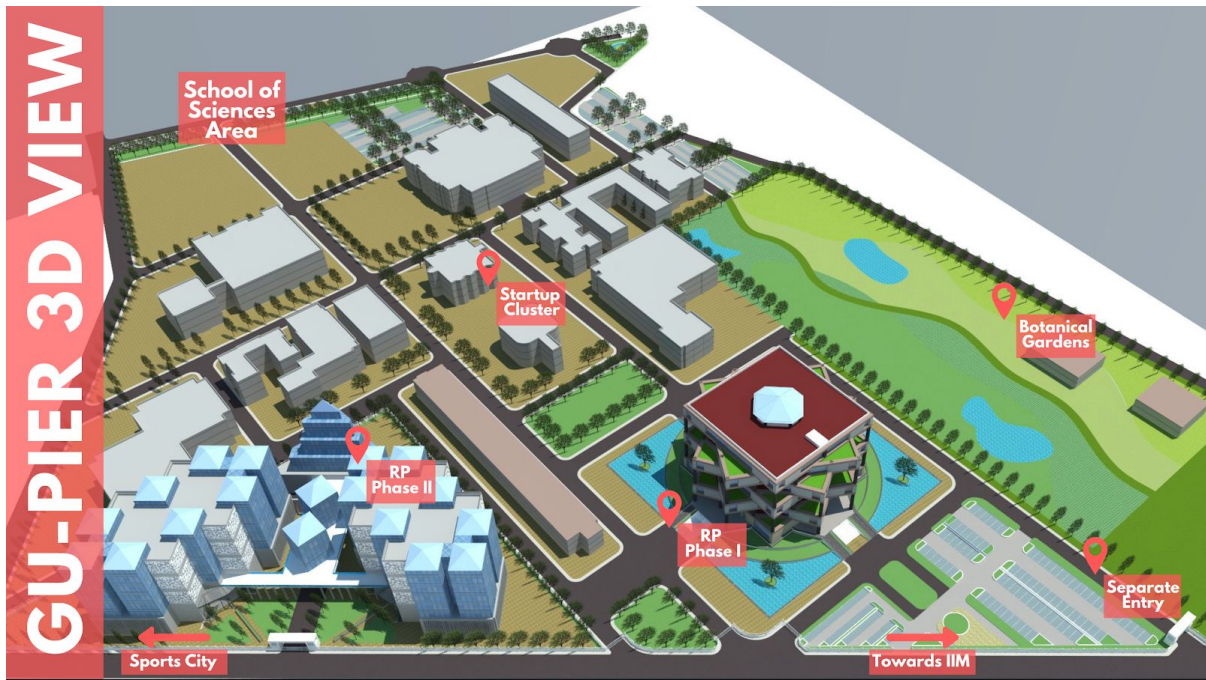 GU-PIER 3D VIEW
School of
Sciences
Area
Startup
Cluster
Botanical
Gardens
RP
Phase II
RP
Phase I
Separate
Entry
Sports City
Towards IIM